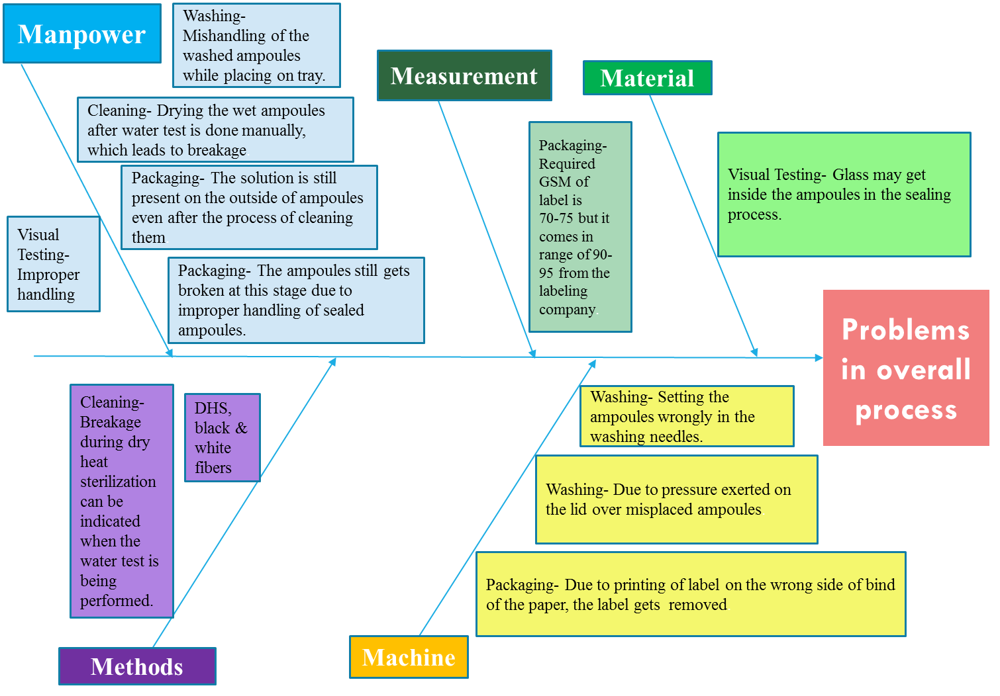 Manpower
Washing-
Mishandling of the
washed ampoules
while placing on tray.
Cleaning- Drying the wet ampoules
after water test is done manually,
which leads to breakage
Packaging- The solution is still
present on the outside of ampoules
even after the process of cleaning
them.
Visual
Testing-
Improper
handling
Packaging- The ampoules still gets
broken at this stage due to
improper handling of sealed
ampoules.
Measurement
Packaging-
Required
GSM of
label is
70-75 but it
comes in
range of 90-
95 from the
labeling
company.
Material
Visual Testing- Glass may get
inside the ampoules in the sealing
process.
Problems
in overall
process
Cleaning-
Breakage
during dry
heat
sterilization
can be
indicated
when the
water test is
being
performed.
DHS,
black &
white
fibers
Methods
Washing- Setting the
ampoules wrongly in the
washing needles.
Washing- Due to pressure exerted on
the lid over misplaced ampoules.
Packaging- Due to printing of label on the wrong side of bind
of the paper, the label gets removed
Machine